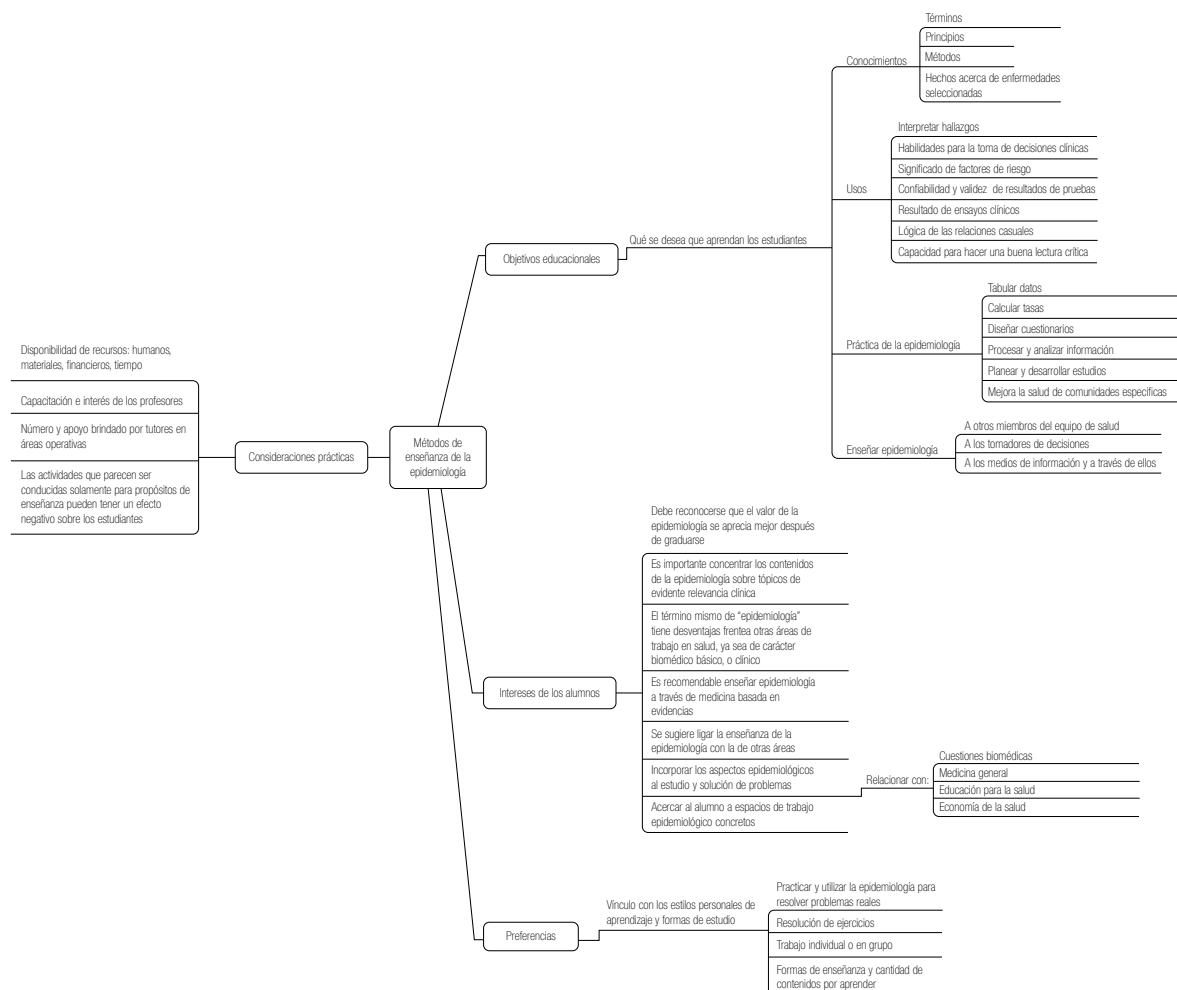 Métodos de
enseñanza de la
epidemiología
Objetivos educacionales
Qué se desea que aprendan los estudiantes
Conocimientos
Términos
Principios
Métodos
Hechos acerca de enfermedades
seleccionadas
Usos
Interpretar hallazgos
Habilidades para la toma de decisiones clínicas
Significado de factores de riesgo
Confiabilidad y validez de resultados de pruebas
Resultado de ensayos clínicos
Lógica de las relaciones casuales
Capacidad para hacer una buena lectura crítica
Práctica de la epidemiología
Tabular datos
Calcular tasas
Diseñar cuestionarios
Procesar y analizar información
Planear y desarrollar estudios
Mejora la salud de comunidades específicas
Enseñar epidemiología
A otros miembros del equipo de salud
A los tomadores de decisiones
A los medios de información y a través de ellos
Consideraciones prácticas
Disponibilidad de recursos: humanos,
materiales, financieros, tiempo
Capacitación e interés de los profesores
Número y apoyo brindado por tutores en
áreas operativas
Las actividades que parecen ser
conducidas solamente para propósitos de
enseñanza pueden tener un efecto
negativo sobre los estudiantes
Intereses de los alumnos
Debe reconocerse que el valor de la
epidemiología se aprecia mejor después
de graduarse
Es importante concentrar los contenidos
de la epidemiología sobre tópicos de
evidente relevancia clínica
El término mismo de “epidemiología”
tiene desventajas frentea otras áreas de
trabajo en salud, ya sea de carácter
biomédico básico, o clínico
Es recomendable enseñar epidemiología
a través de medicina basada en
evidencias
Se sugiere ligar la enseñanza de la
epidemiología con la de otras áreas
Incorporar los aspectos epidemiológicos
al estudio y solución de problemas
Acercar al alumno a espacios de trabajo
epidemiológico concretos
Relacionar con:
Cuestiones biomédicas
Medicina general
Educación para la salud
Economía de la salud
Preferencias
Vínculo con los estilos personales de
aprendizaje y formas de estudio
Practicar y utilizar la epidemiología para
resolver problemas reales
Resolución de ejercicios
Trabajo individual o en grupo
Formas de enseñanza y cantidad de
contenidos por aprender